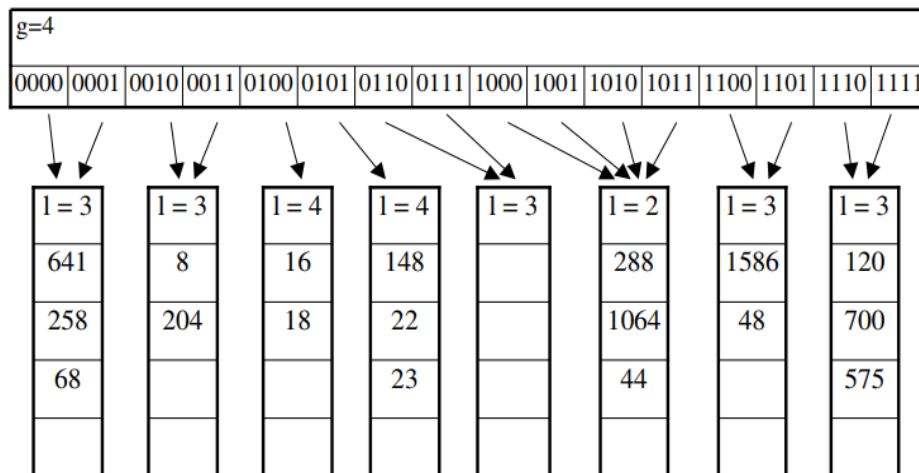 g=4
0000 0001 0010 0011 0100 0101 0110 0111 1000 1001 1010 1011 1100 1101 1110 1111
l = 3 l = 3 l = 4 l = 4 l = 3 l = 2 l = 3 l = 3
641 8 16 148 288 1586 120
258 204 18 22 1064 48 700
68 23 44 575